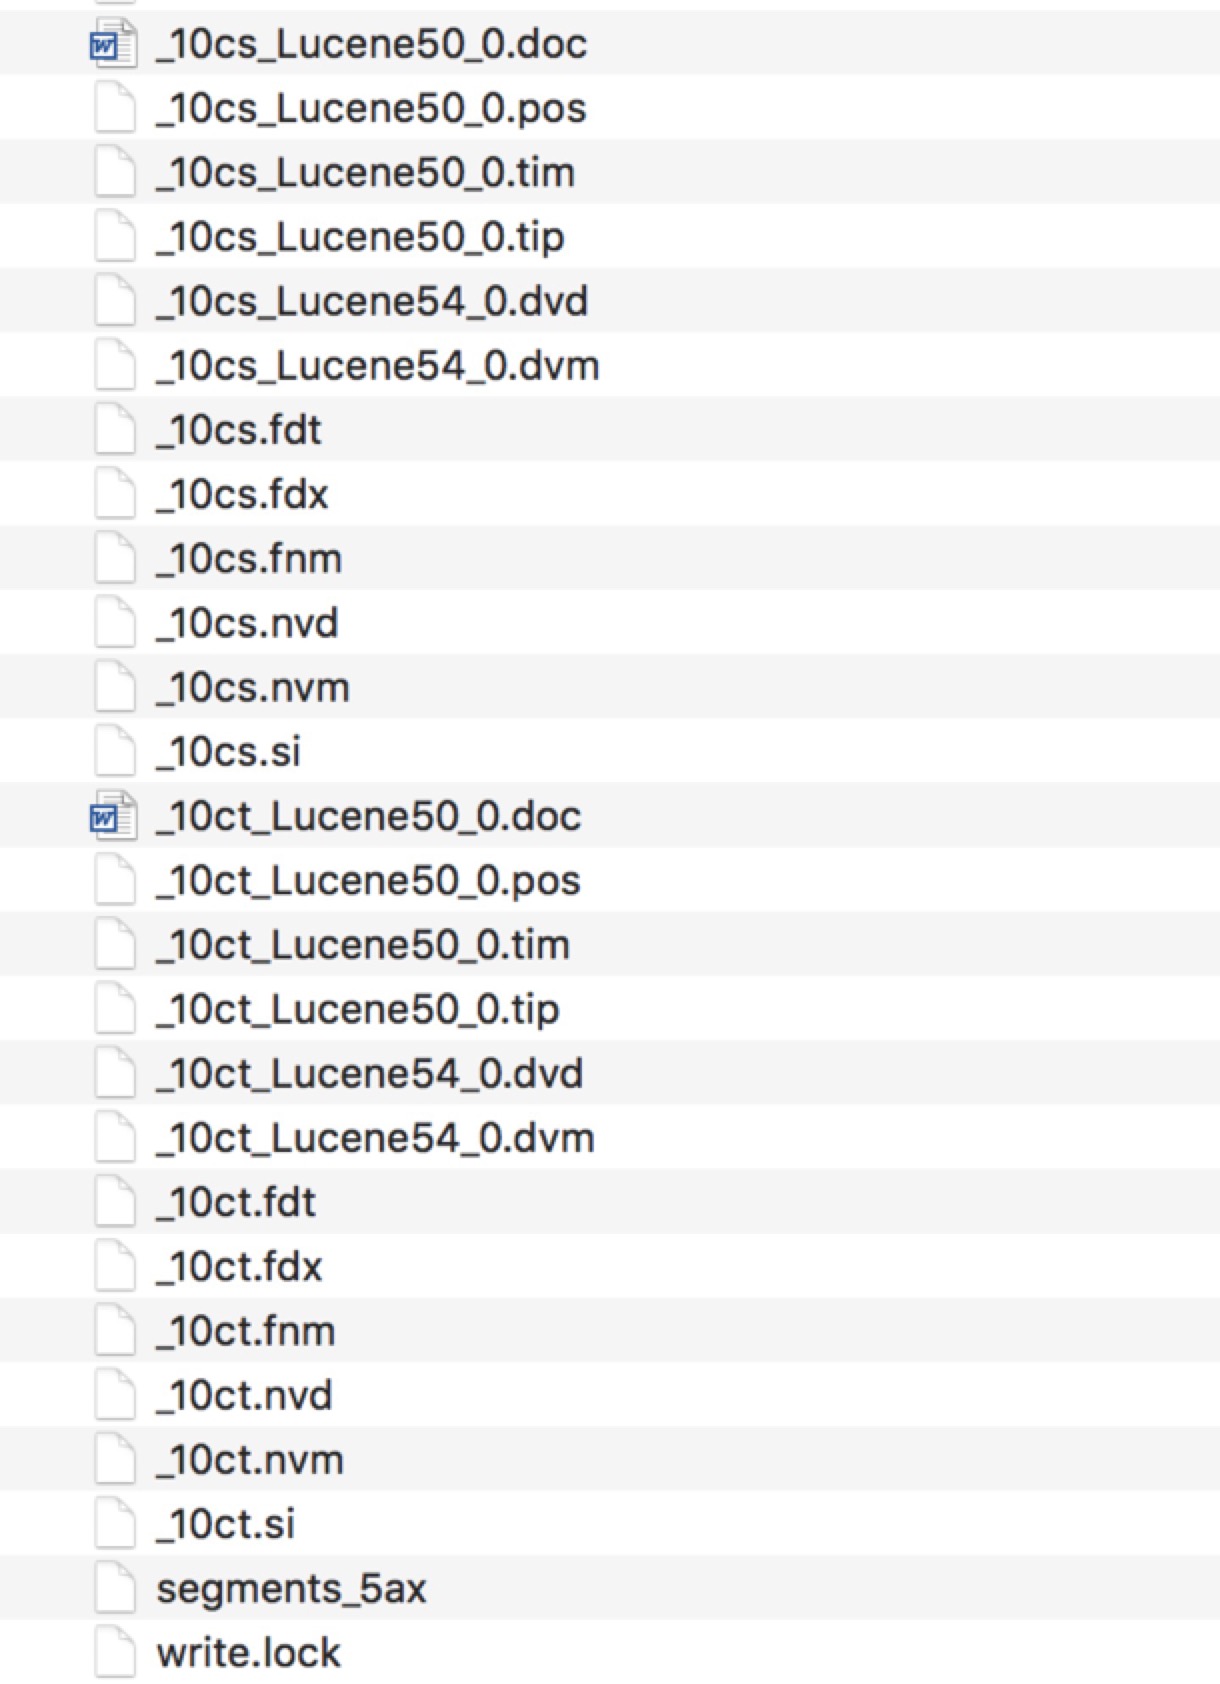 _10cs_Lucene50_0.doc
_10cs_Lucene50_0.pos
_10cs_Lucene50_0.tim
_10cs_Lucene50_0.tip
_10cs_Lucene54_0.dvd
_10cs_Lucene54_0.dvm
_10cs.fdt
_10cs.fdx
_10cs.fnm
_10cs.nvd
_10cs.nvm
_10cs.si
_10ct_Lucene50_0.doc
_10ct_Lucene50_0.pos
_10ct_Lucene50_0.tim
_10ct_Lucene50_0.tip
_10ct_Lucene54_0.dvd
_10ct_Lucene54_0.dvm
_10ct.fdt
_10ct.fdx
_10ct.fnm
_10ct.nvd
_10ct.nvm
_10ct.si
segments_5ax
write.lock